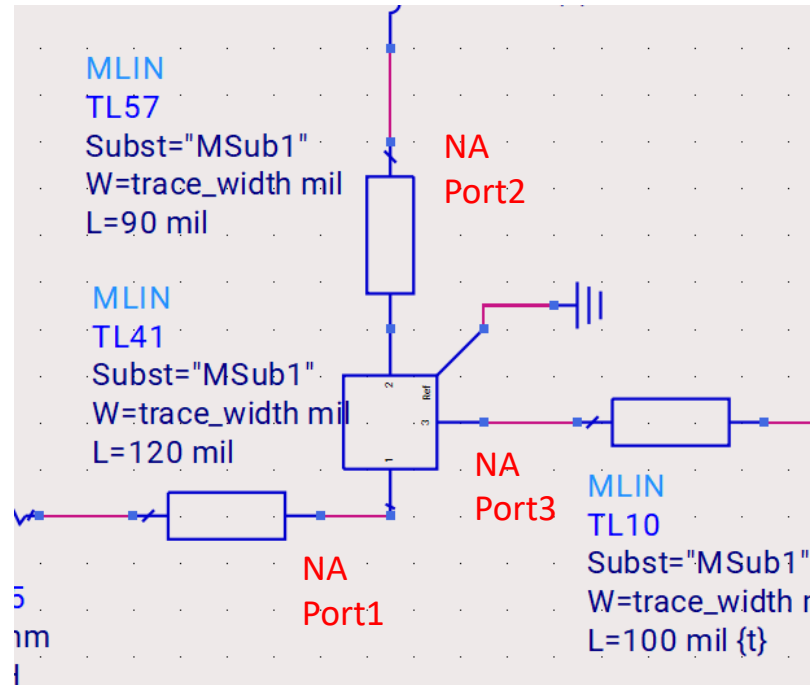 MLIN
TL57
Subst="MSub1"
W=trace_width mil
L=90 mil
NA
Port2
MLIN
TL41
Subst="MSub1"
W=trace_width mil
L=120 mil
2
Ref
3
1
NA
Port3
NA
Port1
MLIN
TL10
Subst="MSub1"
W=trace_width
L=100 mil {t}
5